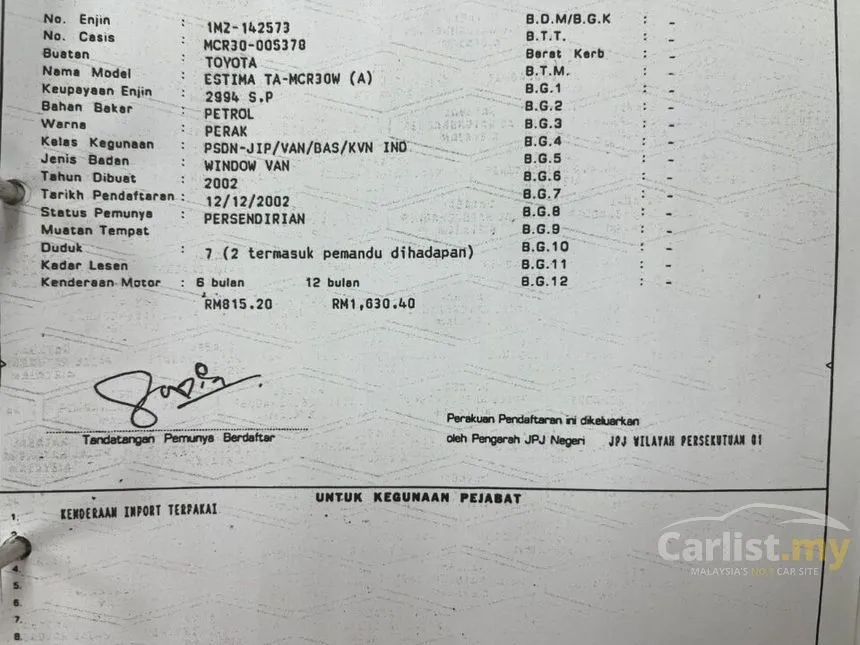 No. Enjin : 1MZ-142573
No. Casis : MCR30-005378
Buatan : TOYOTA
Nama Model : ESTIMA TA-MCR30W (A)
Keupayaan Enjin : 2994 S.P
Bahan Bakar : PETROL
Warna : PERAK
Kelas Kegunaan : PSDN-JIP/VAN/BAS/KVN IND
Jenis Badan : WINDOW VAN
Tahun Dibuat : 2002
Tarikh Pendaftaran : 12/12/2002
Status Pemunya : PERSENDIRIAN
Muatan Tempat
Duduk : 7 (2 termasuk pemandu dihadapan)
Kadar Lesen
Kenderaan Motor : 6 bulan 12 bulan
RM815.20 RM1,630.40
B.D.M/B.G.K : -
B.T.T. : -
Berat Kerb : -
B.T.M. : -
B.G.1 : -
B.G.2 : -
B.G.3 : -
B.G.4 : -
B.G.5 : -
B.G.6 : -
B.G.7 : -
B.G.8 : -
B.G.9 : -
B.G.10 : -
B.G.11 : -
B.G.12 : -
Tandatangan Pemunya Berdaftar
Perakuan Pendaftaran ini dikeluarkan
oleh Pengarah JPJ Negeri JPJ WILAYAH PERSEKUTUAN 01
UNTUK KEGUNAAN PEJABAT
1. KENDERAAN INPORT TERPAKAI
4.
5.
6.
7.
8.
Carlist.my
MALAYSIA'S NO.1 CAR SITE